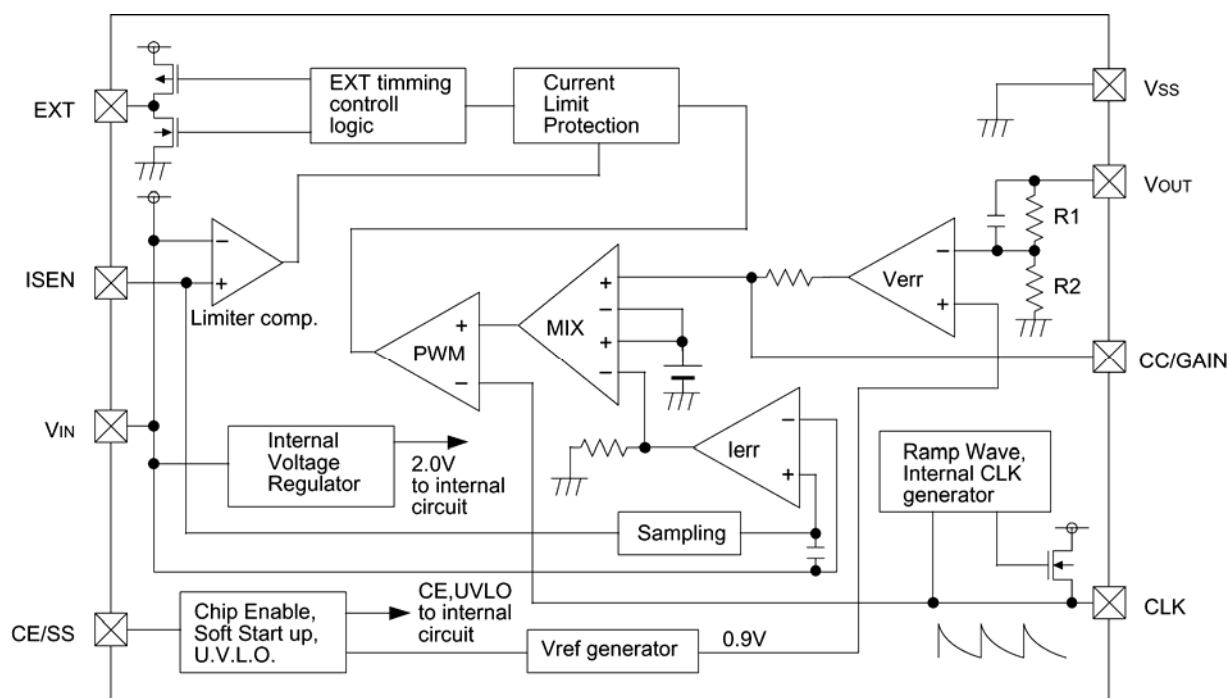 EXT
EXT timming
controll
logic
Current
Limit
Protection
VSS
VOUT
R1
R2
Verr
-
+
ISEN
-
+
Limiter comp.
MIX
+
-
+
-
PWM
+
-
CC/GAIN
VIN
Internal
Voltage
Regulator
2.0V
to internal
circuit
Ierr
-
+
Ramp Wave,
Internal CLK
generator
Sampling
CE/SS
Chip Enable,
Soft Start up,
U.V.L.O.
CE,UVLO
to internal
circuit
Vref generator
0.9V
CLK